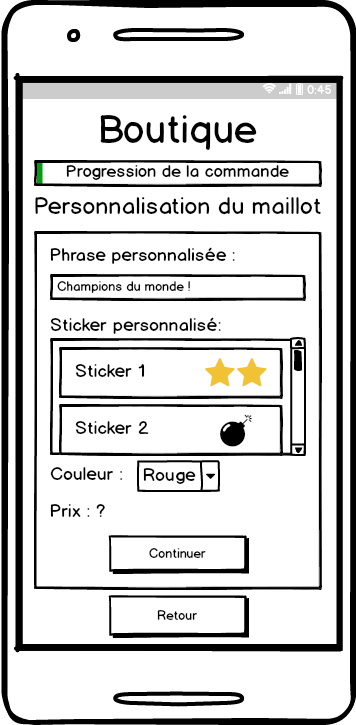 0:45
Boutique
Progression de la commande
Personnalisation du maillot
Phrase personnalisée :
Champions du monde !
Sticker personnalisé:
Sticker 1
Sticker 2
Couleur : Rouge
Prix : ?
Continuer
Retour